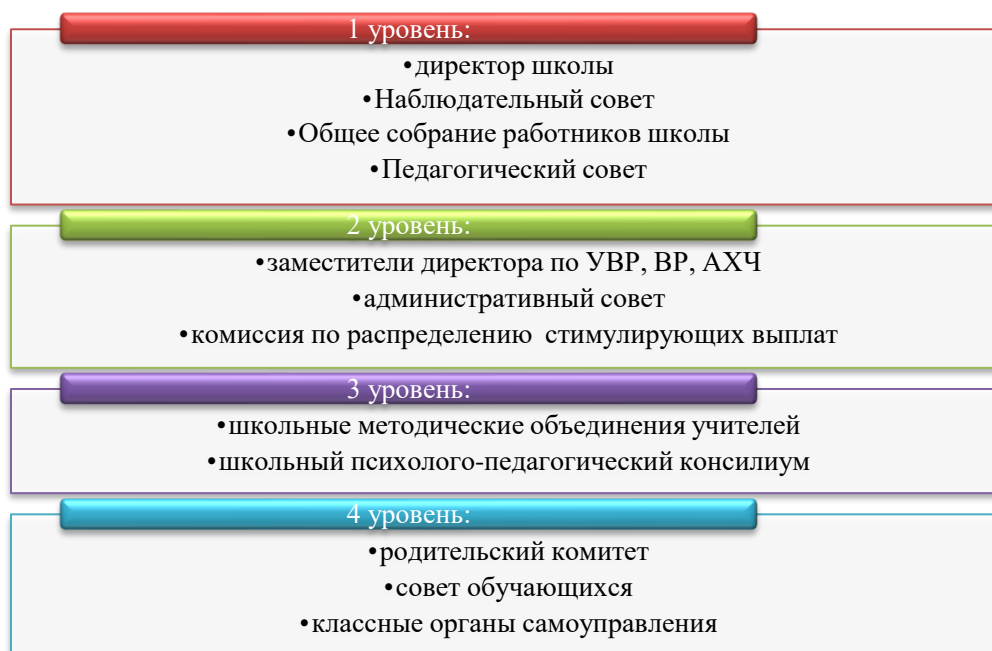 1 уровень:
•директор школы
•Наблюдательный совет
•Общее собрание работников школы
•Педагогический совет
2 уровень:
•заместители директора по УВР, ВР, АХЧ
•административный совет
•комиссия по распределению  стимулирующих выплат
3 уровень:
•школьные методические объединения учителей
•школьный психолого-педагогический консилиум
4 уровень:
•родительский комитет
•совет обучающихся
•классные органы самоуправления